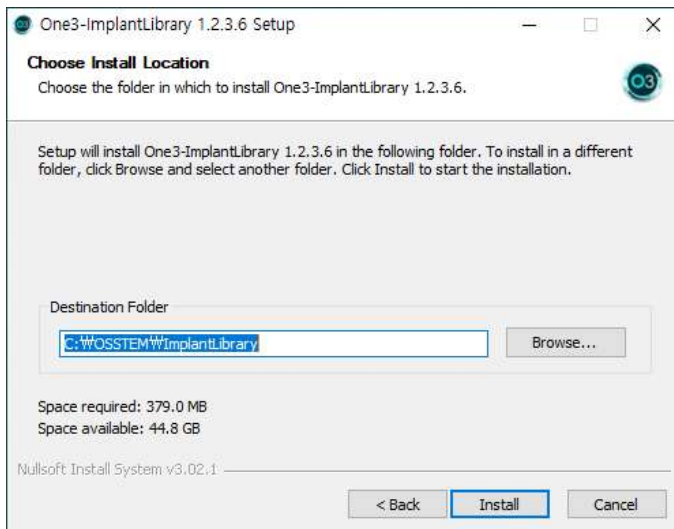 One3-ImplantLibrary 1.2.3.6 Setup
Choose Install Location
Choose the folder in which to install One3-ImplantLibrary 1.2.3.6.
O3
Setup will install One3-ImplantLibrary 1.2.3.6 in the following folder. To install in a different
folder, click Browse and select another folder. Click Install to start the installation.
Destination Folder
C:₩OSSTEM₩ImplantLibrary
Browse...
Space required: 379.0 MB
Space available: 44.8 GB
Nullsoft Install System v3.02.1
< Back
Install
Cancel